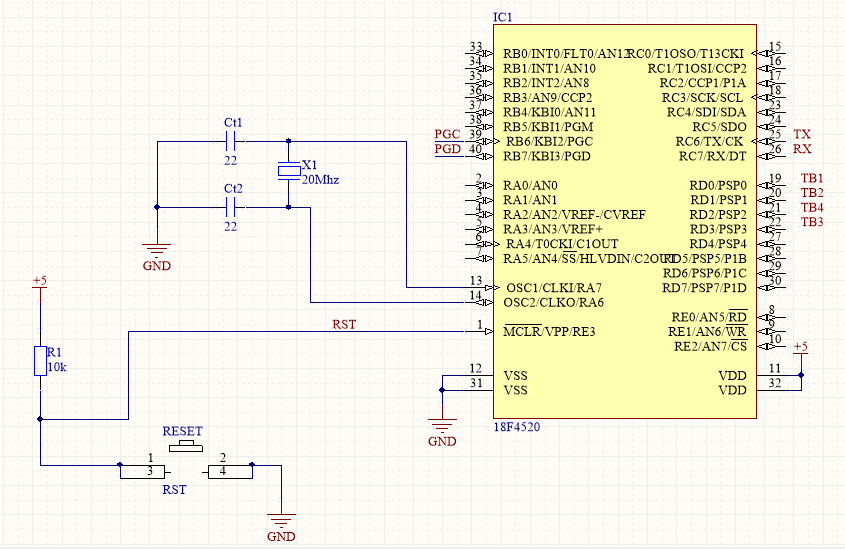 IC1
33 RB0/INT0/FLT0/AN12 RC0/T1OSO/T13CKI 15
34 RB1/INT1/AN10 RC1/T1OSI/CCP2 16
35 RB2/INT2/AN8 RC2/CCP1/P1A 17
36 RB3/AN9/CCP2 RC3/SCK/SCL 18
37 RB4/KBI0/AN11 RC4/SDI/SDA 23
38 RB5/KBI1/PGM RC5/SDO 24
PGC 39 RB6/KBI2/PGC RC6/TX/CK 25 TX
PGD 40 RB7/KBI3/PGD RC7/RX/DT 26 RX
2 RA0/AN0 RD0/PSP0 19 TB1
3 RA1/AN1 RD1/PSP1 20 TB2
4 RA2/AN2/VREF-/CVREF RD2/PSP2 21 TB4
5 RA3/AN3/VREF+ RD3/PSP3 22 TB3
6 RA4/T0CKI/C1OUT RD4/PSP4 27
7 RA5/AN4/SS/HLVDIN/C2OUT RD5/PSP5/P1B 28
RD6/PSP6/P1C 29
13 OSC1/CLKI/RA7 RD7/PSP7/P1D 30
14 OSC2/CLKO/RA6
RE0/AN5/RD 8
1 MCLR/VPP/RE3 RE1/AN6/WR 9
RE2/AN7/CS 10
+5
12 VSS VDD 11
31 VSS VDD 32
GND
18F4520
Ct1
22
X1
20Mhz
Ct2
22
GND
+5
RST
R1
10k
RESET
1 2
3 4
RST
GND